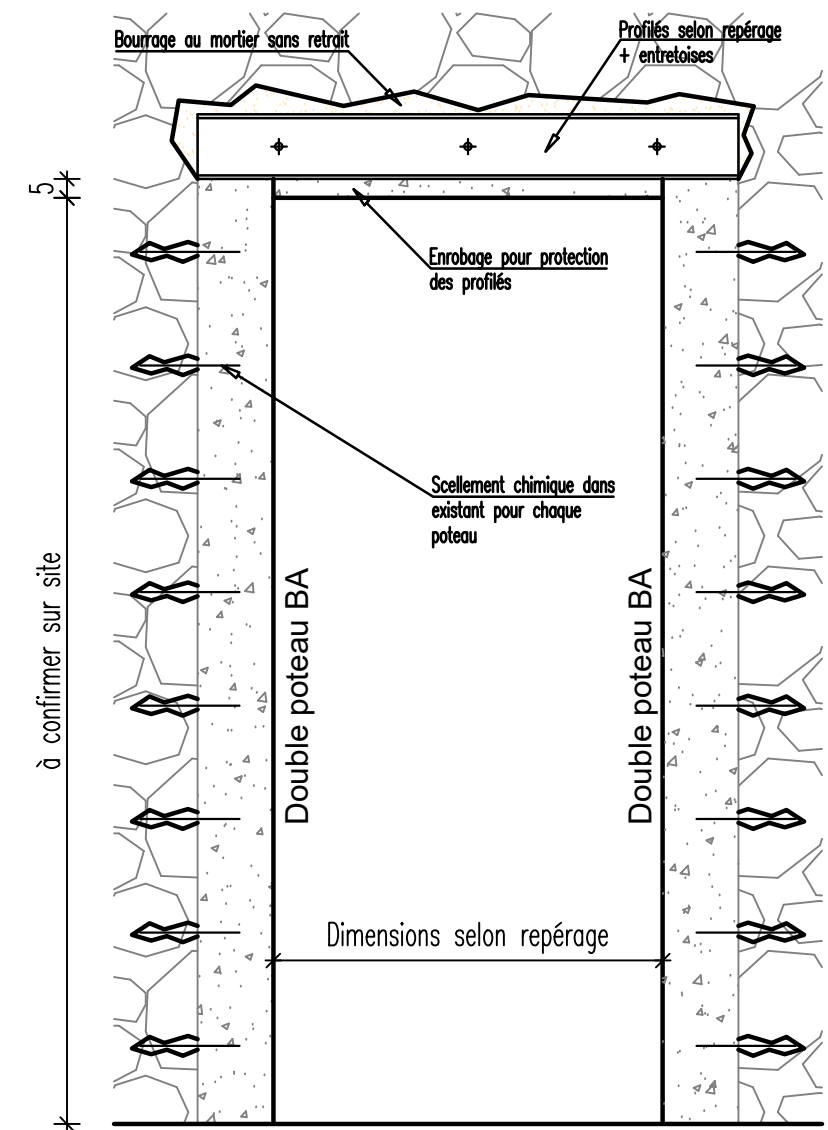 Bourrage au mortier sans retrait
Profilés selon repérage
+ entretoises
5
Enrobage pour protection
des profilés
Scellement chimique dans
existant pour chaque
poteau
à confirmer sur site
Double poteau BA
Double poteau BA
Dimensions selon repérage